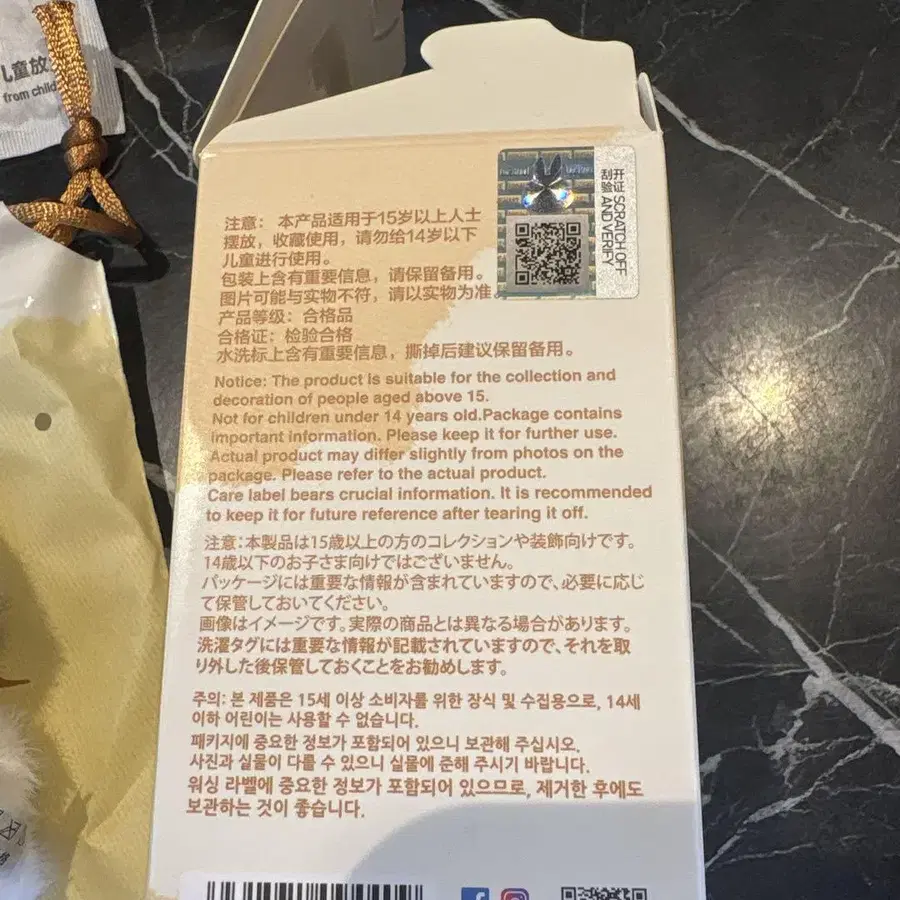 儿童放
from child
开证 SCRATCH OFF
刮验 AND VERIFY
注意： 本产品适用于15岁以上人士
摆放，收藏使用，请勿给14岁以下
儿童进行使用。
包装上含有重要信息，请保留备用。
图片可能与实物不符，请以实物为准。
产品等级：合格品
合格证：检验合格
水洗标上含有重要信息，撕掉后建议保留备用。
Notice: The product is suitable for the collection and
decoration of people aged above 15.
Not for children under 14 years old.Package contains
important information. Please keep it for further use.
Actual product may differ slightly from photos on the
package. Please refer to the actual product.
Care label bears crucial information. It is recommended
to keep it for future reference after tearing it off.
注意:本製品は15歳以上の方のコレクションや装飾向けです。
14歳以下のお子さま向けではございません。
パッケージには重要な情報が含まれていますので、必要に応じ
て保管しておいてください。
画像はイメージです。実際の商品とは異なる場合があります。
洗濯タグには重要な情報が記載されていますので、それを取
り外した後保管しておくことをお勧めします。
주의: 본 제품은 15세 이상 소비자를 위한 장식 및 수집용으로, 14세
이하 어린이는 사용할 수 없습니다.
패키지에 중요한 정보가 포함되어 있으니 보관해 주십시오.
사진과 실물이 다를 수 있으니 실물에 준해 주시기 바랍니다.
워싱 라벨에 중요한 정보가 포함되어 있으므로, 제거한 후에도
보관하는 것이 좋습니다.